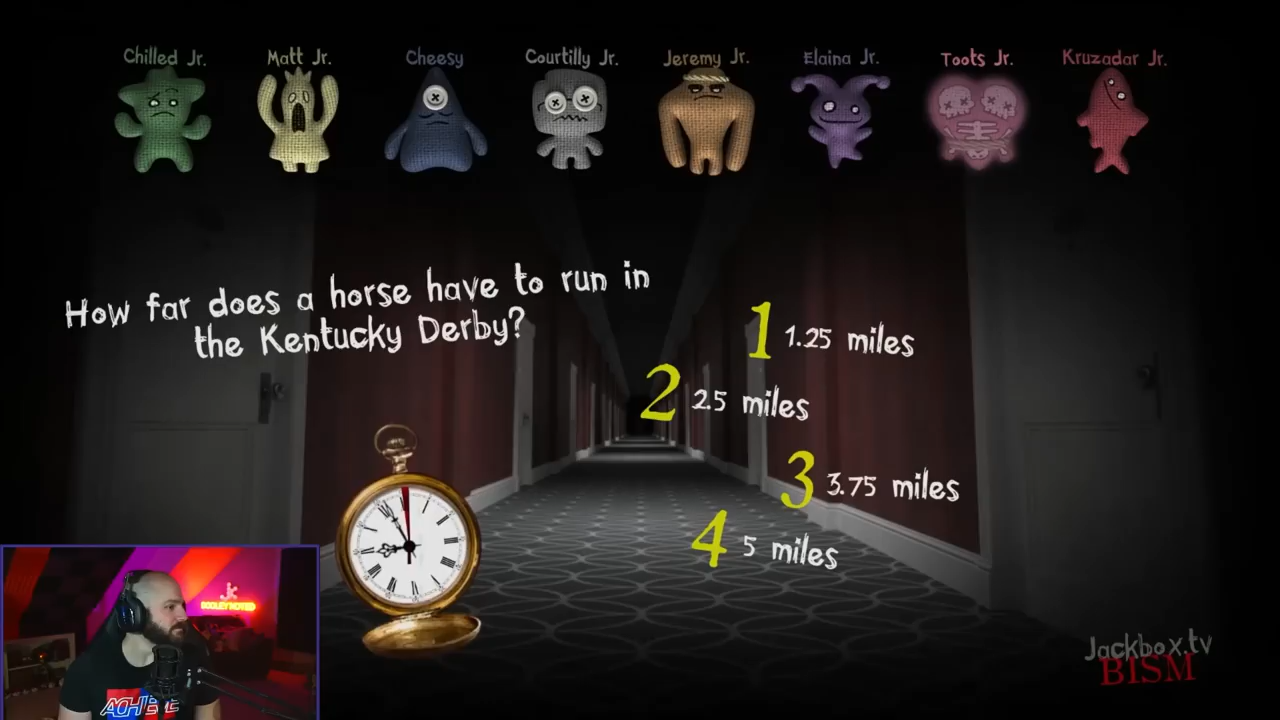 Chilled Jr.
Matt Jr.
Cheesy
Courtilly Jr.
Jeremy Jr.
Elaina Jr.
Toots Jr.
Kruzadar Jr.
How far does a horse have to run in
the Kentucky Derby?
1 1.25 miles
2 2.5 miles
3 3.75 miles
4 5 miles
JK
Jackbox.tv
BISM